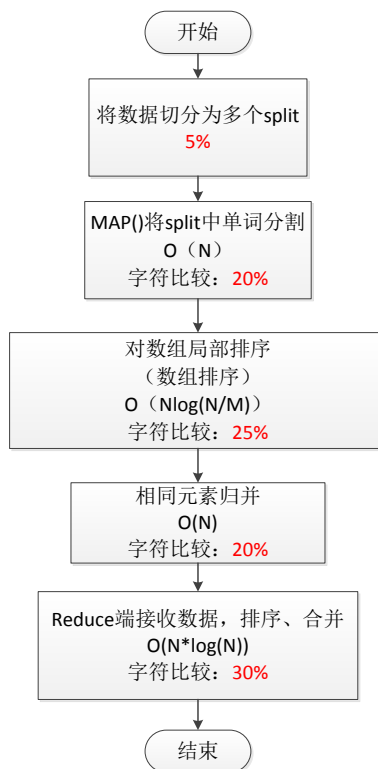 开始
将数据切分为多个split
5%
MAP()将split中单词分割
O（N）
字符比较：20%
对数组局部排序
（数组排序）
O（Nlog(N/M)）
字符比较：25%
相同元素归并
O(N)
字符比较：20%
Reduce端接收数据，排序、合并
O(N*log(N))
字符比较：30%
结束